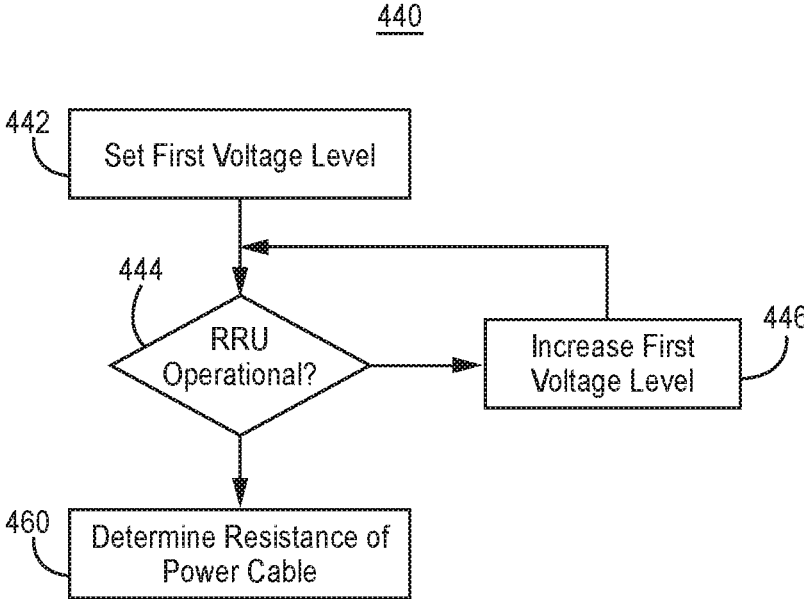 440
442
Set First Voltage Level
444
RRU
Operational?
446
Increase First
Voltage Level
460
Determine Resistance of
Power Cable